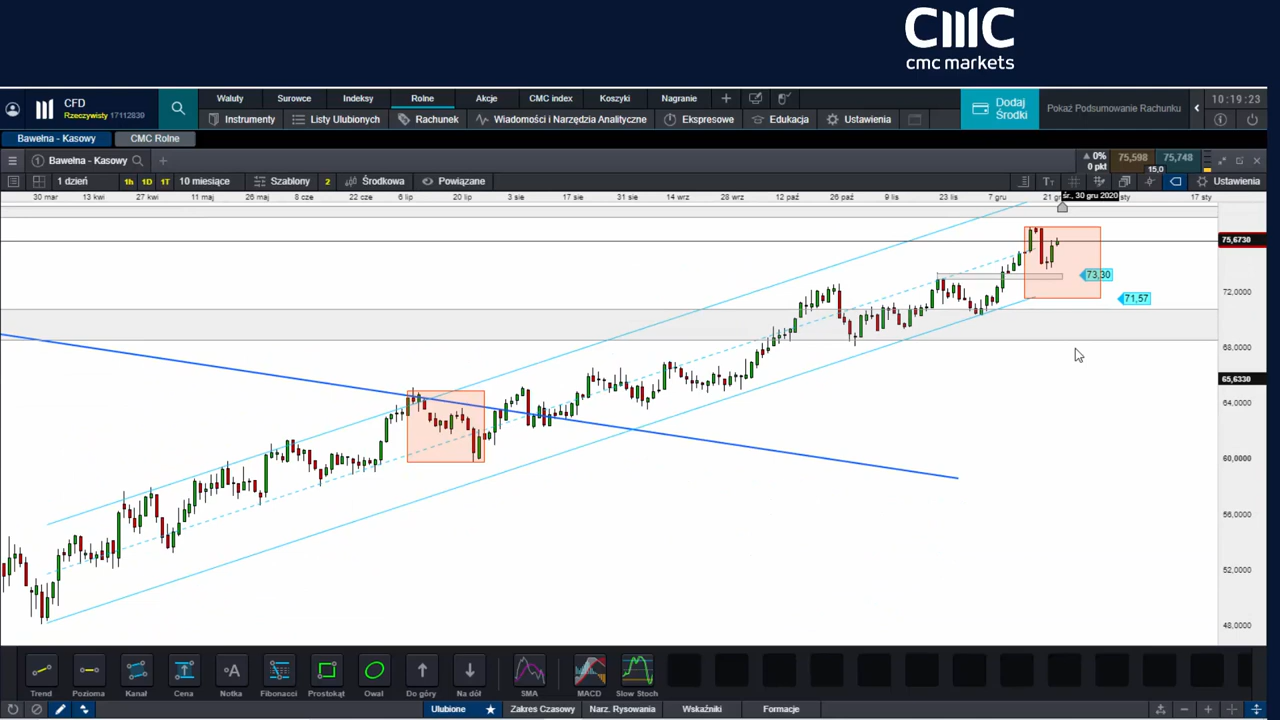 CMC
cmc markets
CFD
Rzeczywisty 17112839
Waluty Surowce Indeksy Rolne Akcje CMC index Koszyki Nagranie
Instrumenty Listy Ulubionych Rachunek Wiadomości i Narzędzia Analityczne Ekspresowe Edukacja Ustawienia
Dodaj Środki
Pokaż Podsumowanie Rachunku
10:19:23
Bawełna - Kasowy CMC Rolne
1 Bawełna - Kasowy
0%
0 pkt
75,598
75,748
15,0
1 dzień 1h 1D 1T 10 miesiące Szablony 2 Środkowa Powiązane
Ustawienia
30 mar 13 kwi 27 kwi 11 maj 26 maj 8 cze 22 cze 6 lip 20 lip 3 sie 17 sie 31 sie 14 wrz 28 wrz 12 paź 26 paź 9 lis 23 lis 7 gru 21 gr śr., 30 gru 2020 sty 17 sty
75,6730
73,30
71,57
72,0000
68,0000
65,6330
64,0000
60,0000
56,0000
52,0000
48,0000
Trend Pozioma Kanał Cena Notka Fibonacci Prostokąt Owal Do góry Na dół SMA MACD Slow Stoch
Ulubione Zakres Czasowy Narz. Rysowania Wskaźniki Formacje